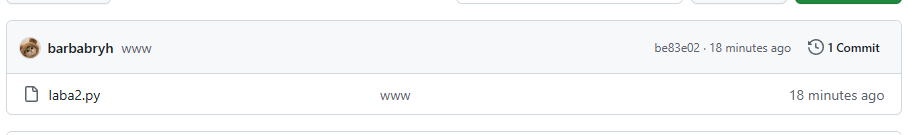 barbabryh www be83e02 · 18 minutes ago 1 Commit
laba2.py www 18 minutes ago